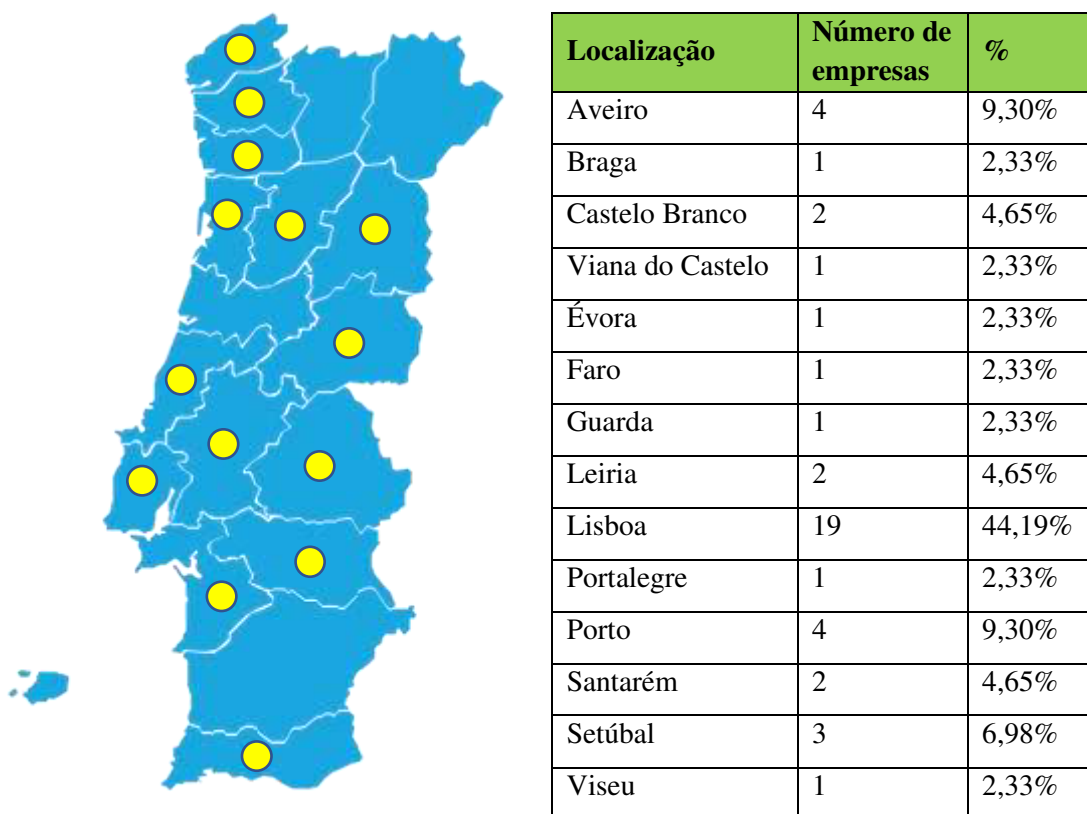 Localização Número de empresas %
Aveiro 4 9,30%
Braga 1 2,33%
Castelo Branco 2 4,65%
Viana do Castelo 1 2,33%
Évora 1 2,33%
Faro 1 2,33%
Guarda 1 2,33%
Leiria 2 4,65%
Lisboa 19 44,19%
Portalegre 1 2,33%
Porto 4 9,30%
Santarém 2 4,65%
Setúbal 3 6,98%
Viseu 1 2,33%